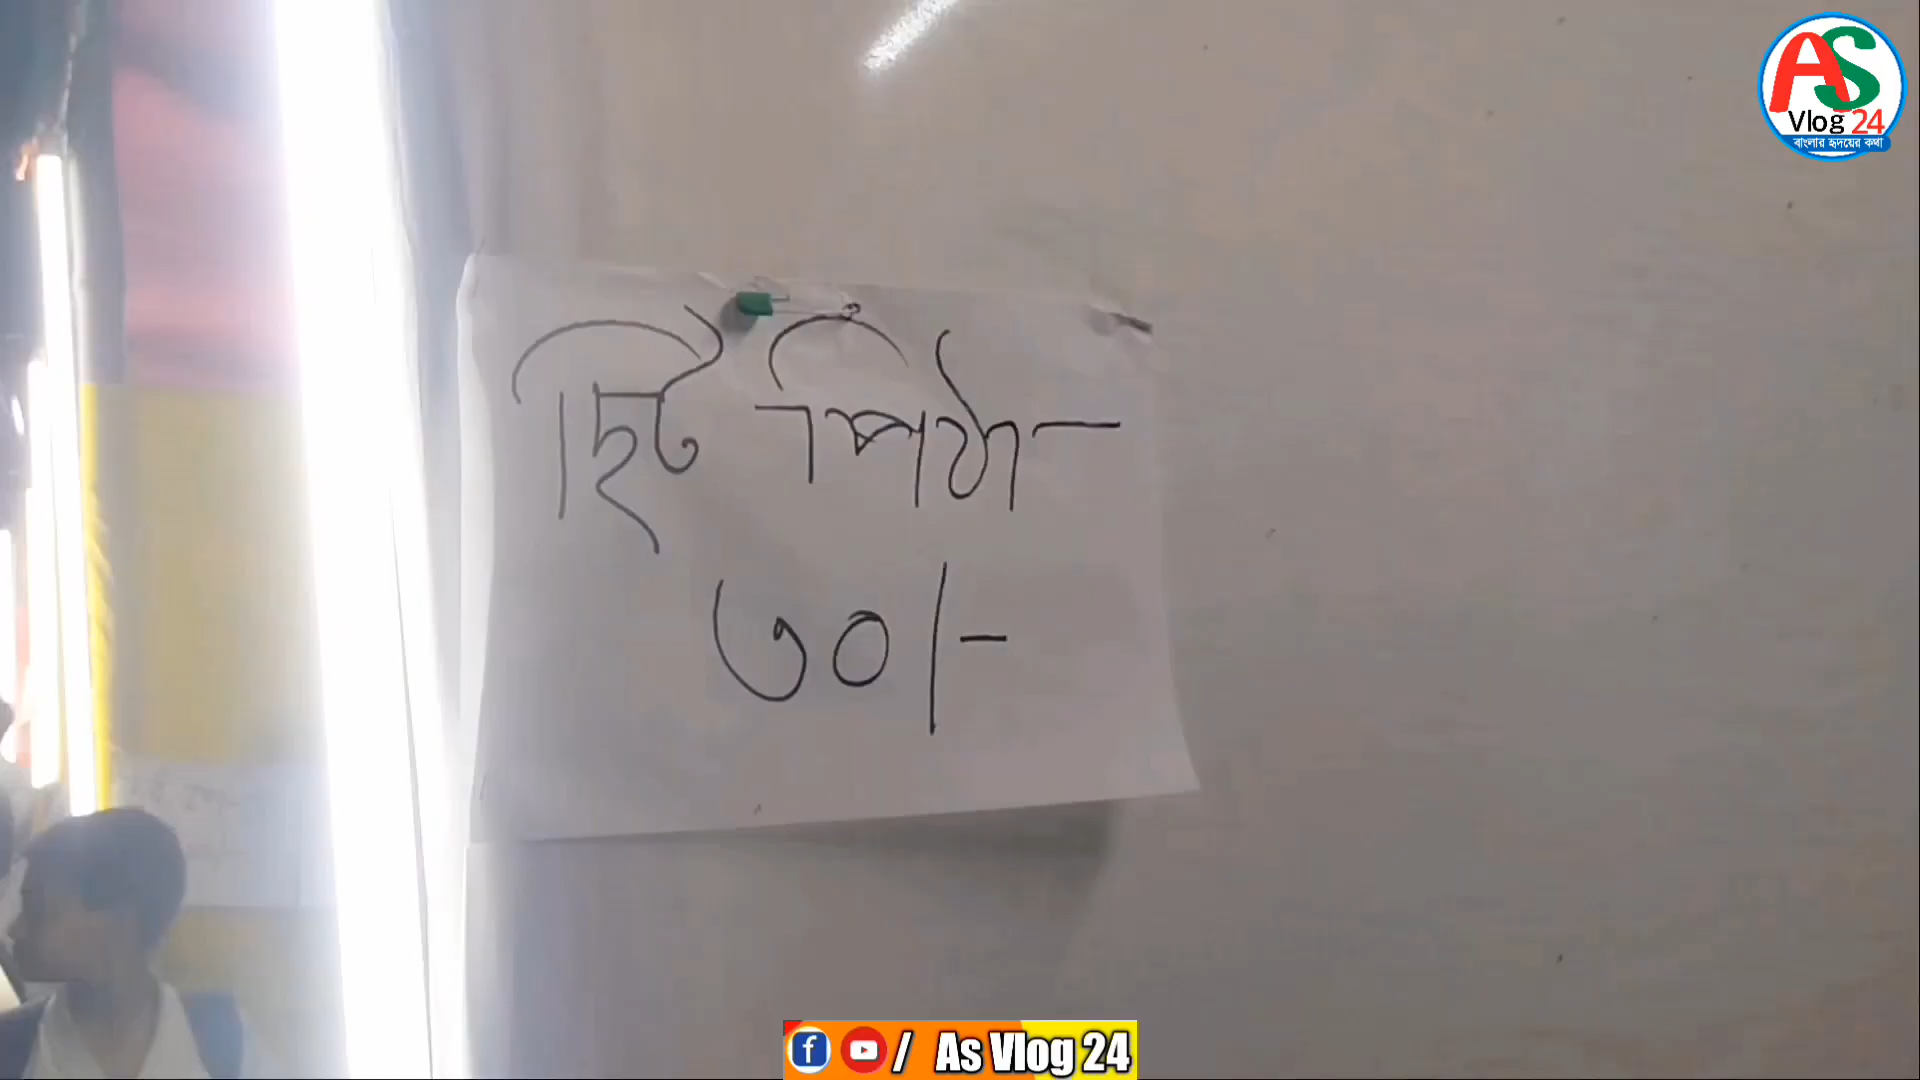 ছিট পিঠা-
৩০/-
AS
Vlog 24
বাংলার হৃদয়ের কথা
/ As Vlog 24